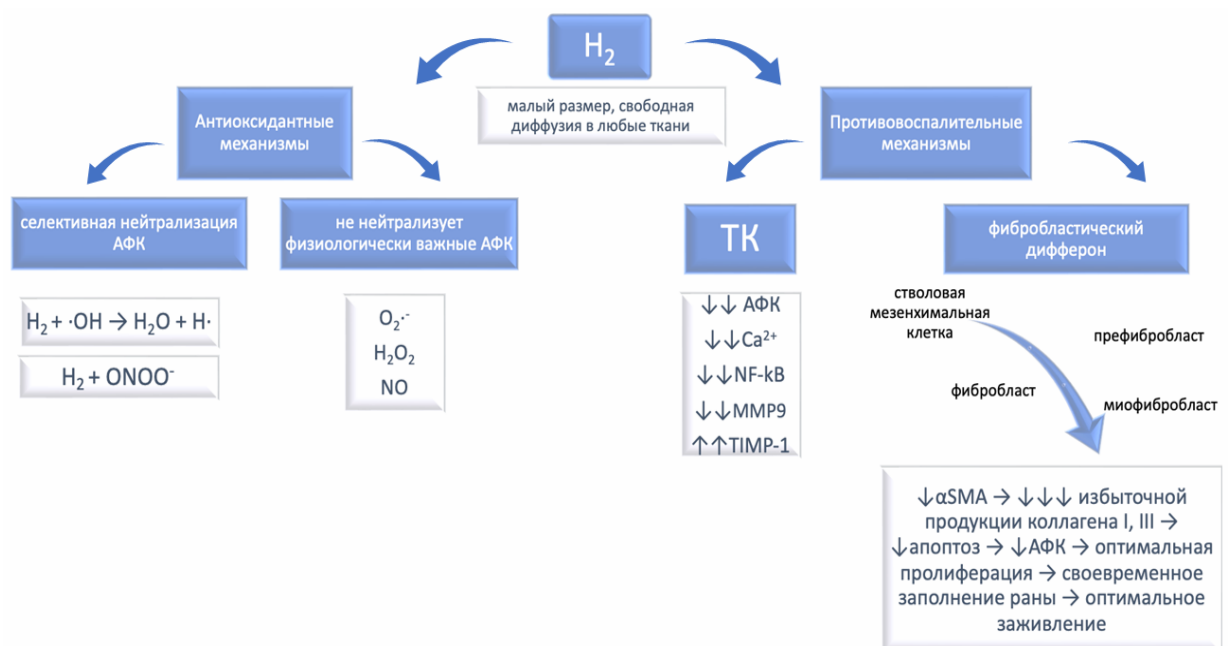 H₂
малый размер, свободная
диффузия в любые ткани
Антиоксидантные
механизмы
селективная нейтрализация
АФК
H₂ + ·OH → H₂O + H·
H₂ + ONOO⁻
не нейтрализует
физиологически важные АФК
O₂·⁻
H₂O₂
NO
Противовоспалительные
механизмы
ТК
↓↓ АФК
↓↓Ca²⁺
↓↓NF-kB
↓↓MMP9
↑↑TIMP-1
фибробластический
дифферон
стволовая
мезенхимальная
клетка
префибробласт
фибробласт
миофибробласт
↓αSMA → ↓↓↓ избыточной
продукции коллагена I, III →
↓апоптоз → ↓АФК → оптимальная
пролиферация → своевременное
заполнение раны → оптимальное
заживление